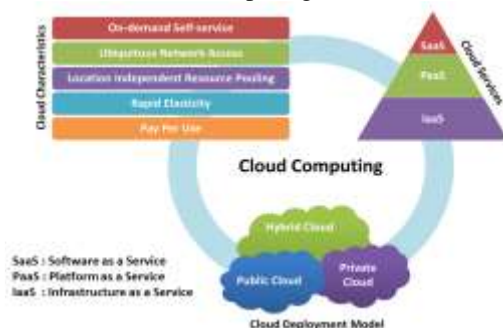 On-demand Self-service
Ubiquitous Network Access
Location Independent Resource Pooling
Rapid Elasticity
Pay Per Use
Cloud Characteristics
SaaS
PaaS
IaaS
Cloud Services
Cloud Computing
Hybrid Cloud
Public Cloud
Private
Cloud
SaaS : Software as a Service
PaaS : Platform as a Service
IaaS : Infrastructure as a Service
Cloud Deployment Model